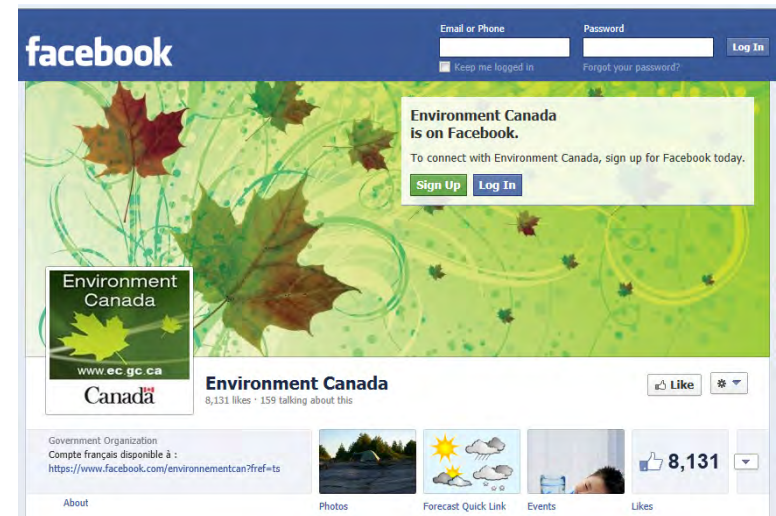 Email or Phone
Password
facebook
Log In
Keep me logged in
Forgot your password?
Environment Canada
is on Facebook.
To connect with Environment Canada, sign up for Facebook today.
Sign Up
Log In
Environment
Canada
www.ec.gc.ca
Canada
Environment Canada
8,131 likes · 159 talking about this
Like
Government Organization
Compte français disponible à :
https://www.facebook.com/environnementcan?fref=ts
8,131
About
Photos
Forecast Quick Link
Events
Likes